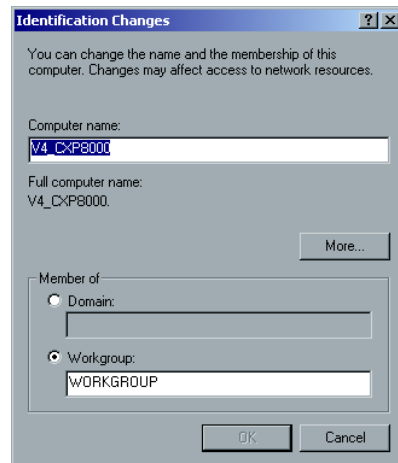 Identification Changes
You can change the name and the membership of this
computer. Changes may affect access to network resources.
Computer name:
V4_CXP8000
Full computer name:
V4_CXP8000.
More...
Member of
Domain:
Workgroup:
WORKGROUP
OK
Cancel